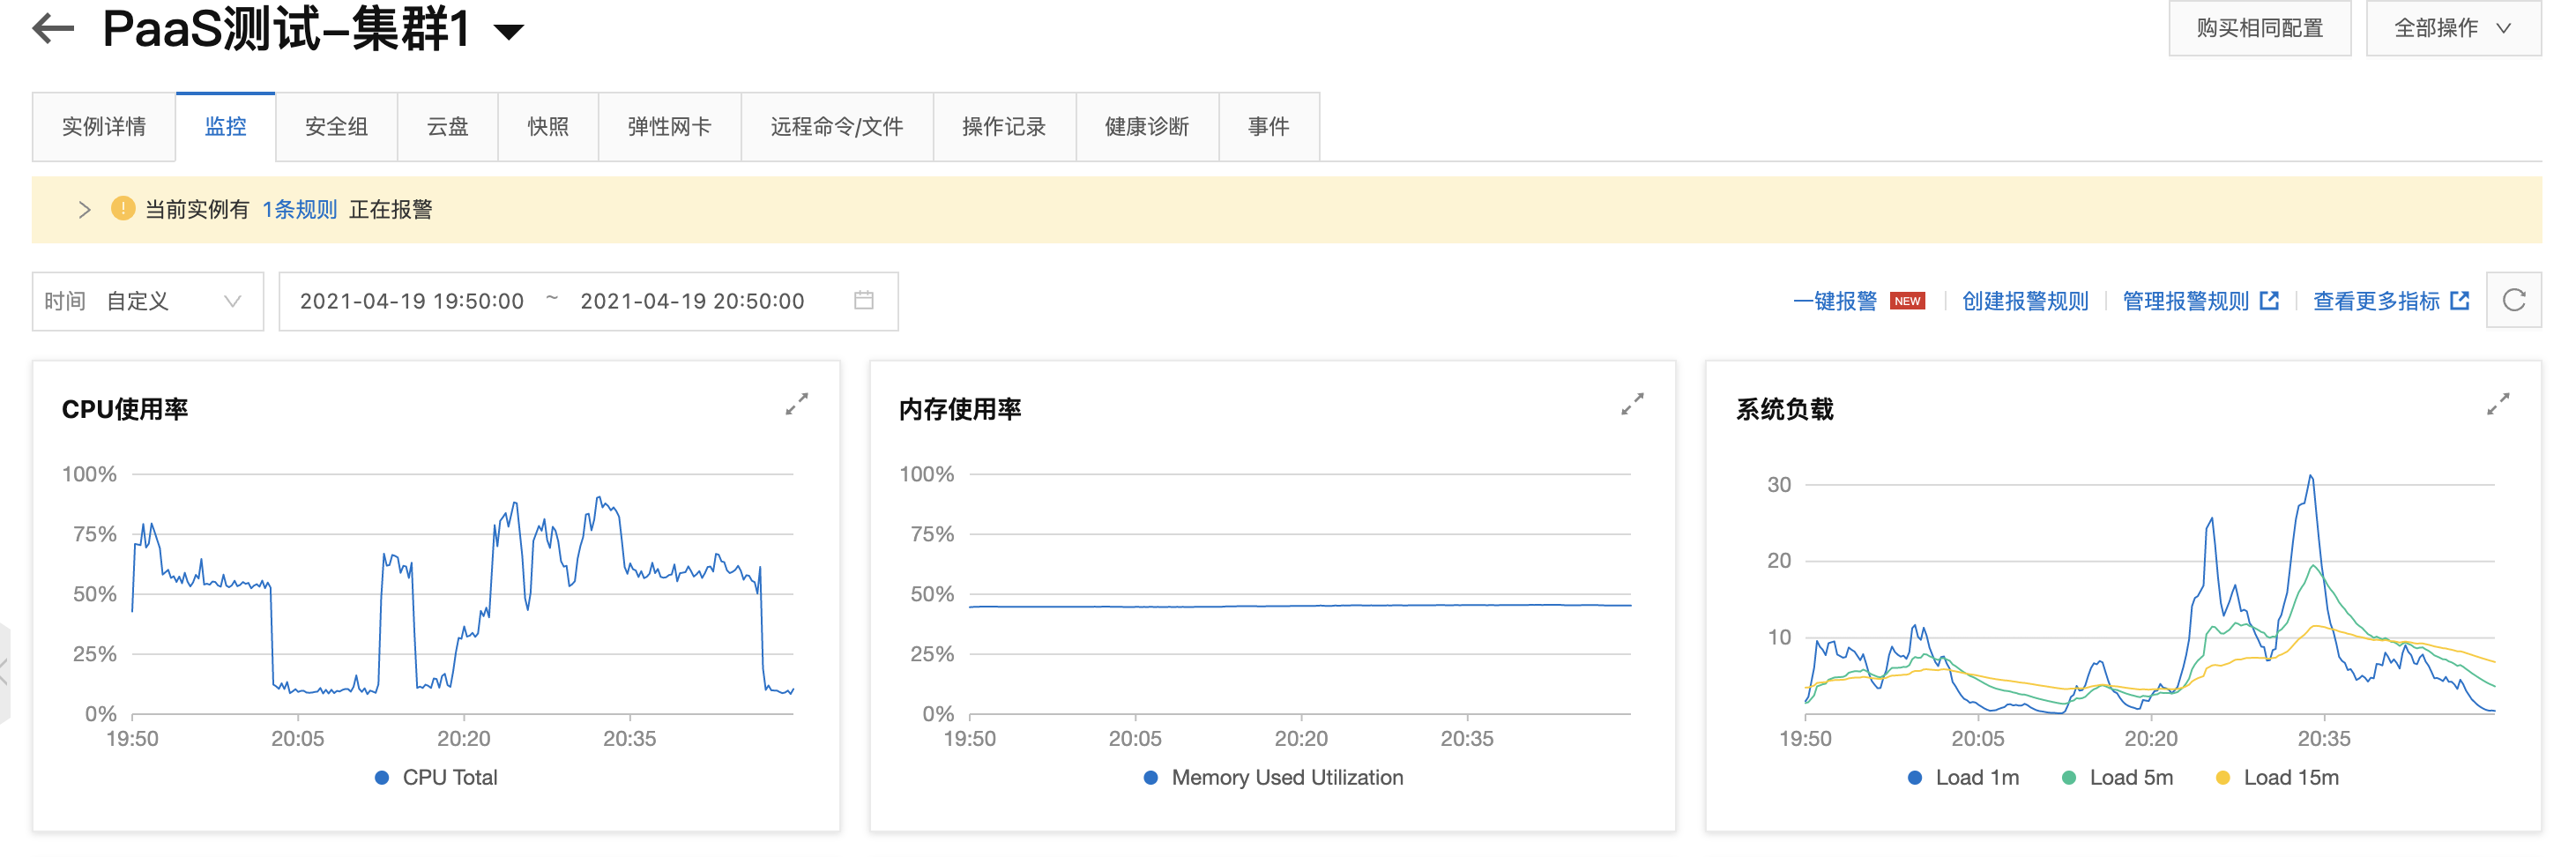 PaaS测试-集群1
购买相同配置
全部操作
实例详情 监控 安全组 云盘 快照 弹性网卡 远程命令/文件 操作记录 健康诊断 事件
当前实例有 1条规则 正在报警
时间 自定义 2021-04-19 19:50:00 ~ 2021-04-19 20:50:00
一键报警 NEW 创建报警规则 管理报警规则 查看更多指标
CPU使用率
100%
75%
50%
25%
0%
19:50 20:05 20:20 20:35
CPU Total
内存使用率
100%
75%
50%
25%
0%
19:50 20:05 20:20 20:35
Memory Used Utilization
系统负载
30
20
10
19:50 20:05 20:20 20:35
Load 1m Load 5m Load 15m